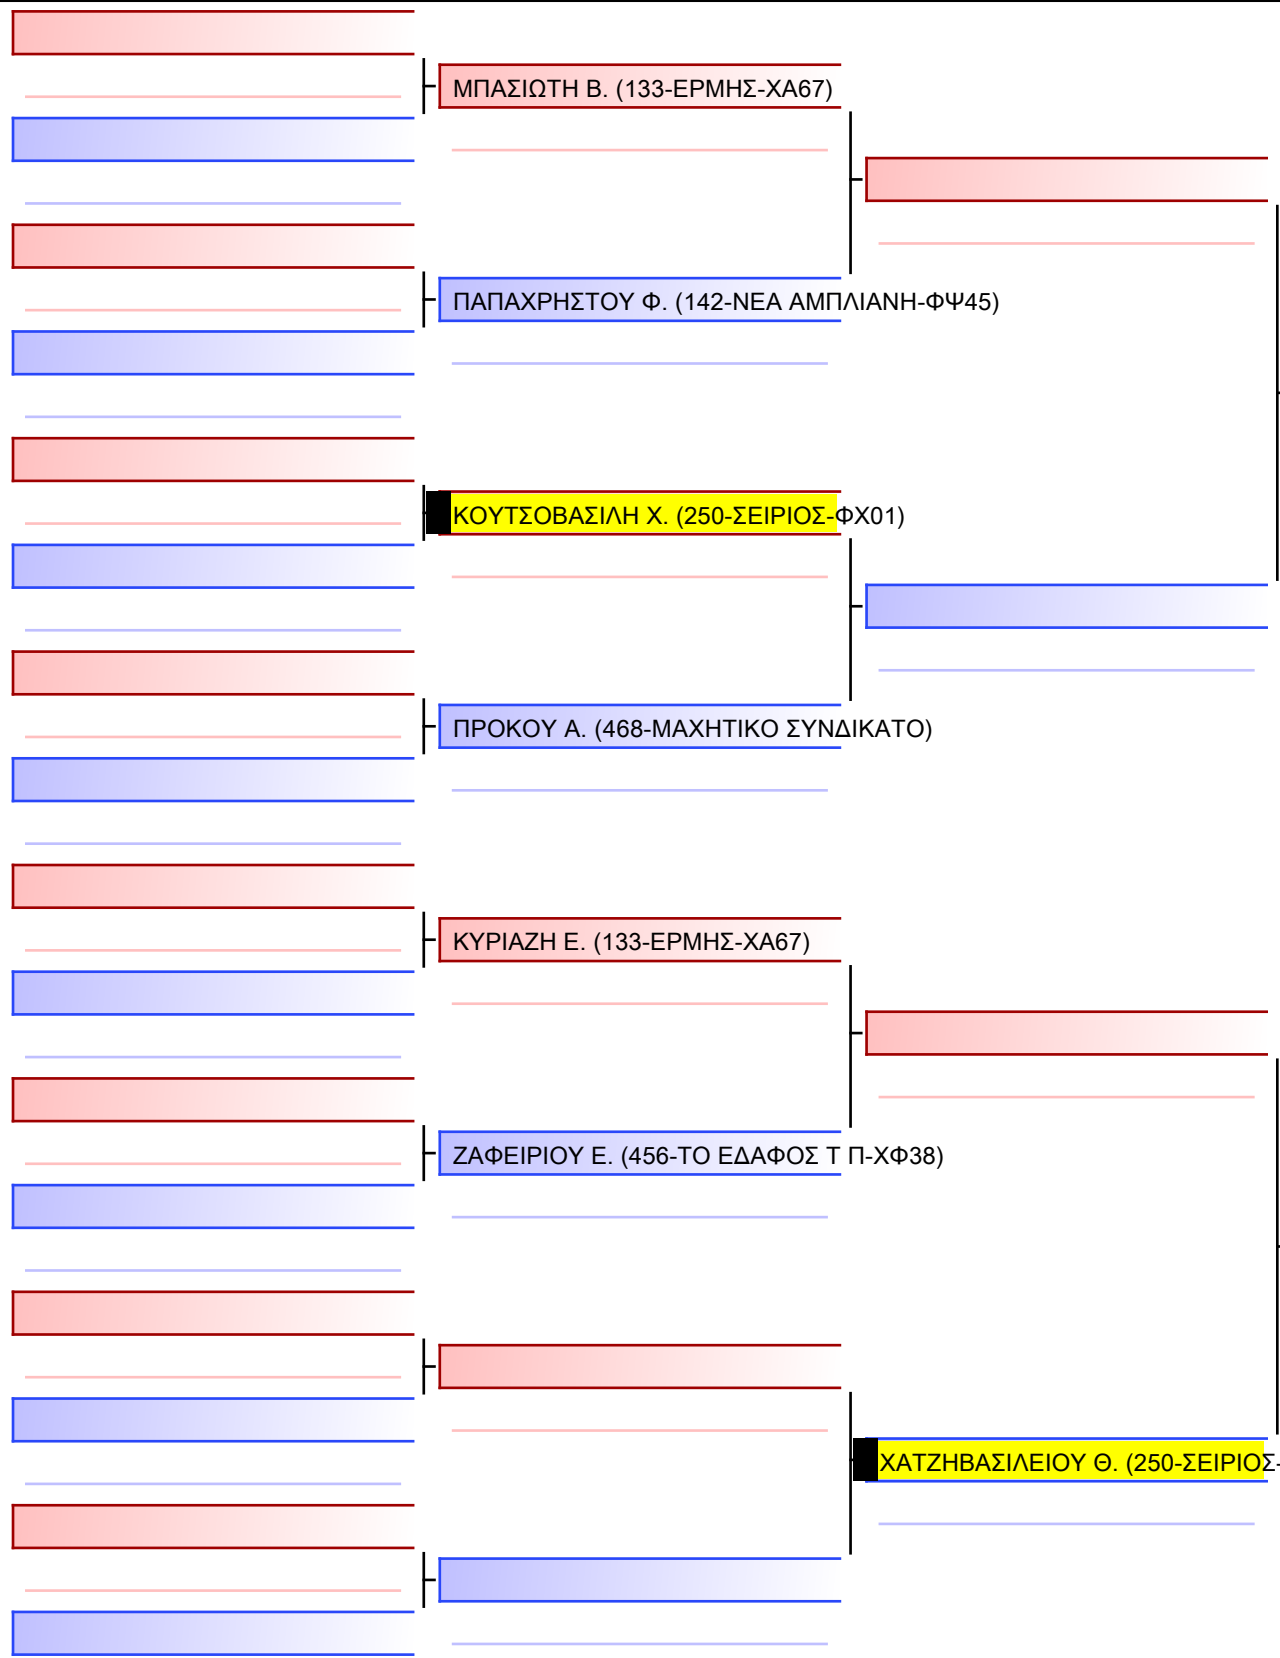 ΜΠΑΣΙΩΤΗ Β. (133-ΕΡΜΗΣ-ΧΑ67)
ΠΑΠΑΧΡΗΣΤΟΥ Φ. (142-ΝΕΑ ΑΜΠΛΙΑΝΗ-ΦΨ45)
ΚΟΥΤΣΟΒΑΣΙΛΗ Χ. (250-ΣΕΙΡΙΟΣ-ΦΧ01)
ΠΡΟΚΟΥ Α. (468-ΜΑΧΗΤΙΚΟ ΣΥΝΔΙΚΑΤΟ)
ΚΥΡΙΑΖΗ Ε. (133-ΕΡΜΗΣ-ΧΑ67)
ΖΑΦΕΙΡΙΟΥ Ε. (456-ΤΟ ΕΔΑΦΟΣ Τ Π-ΧΦ38)
ΧΑΤΖΗΒΑΣΙΛΕΙΟΥ Θ. (250-ΣΕΙΡΙΟΣ-